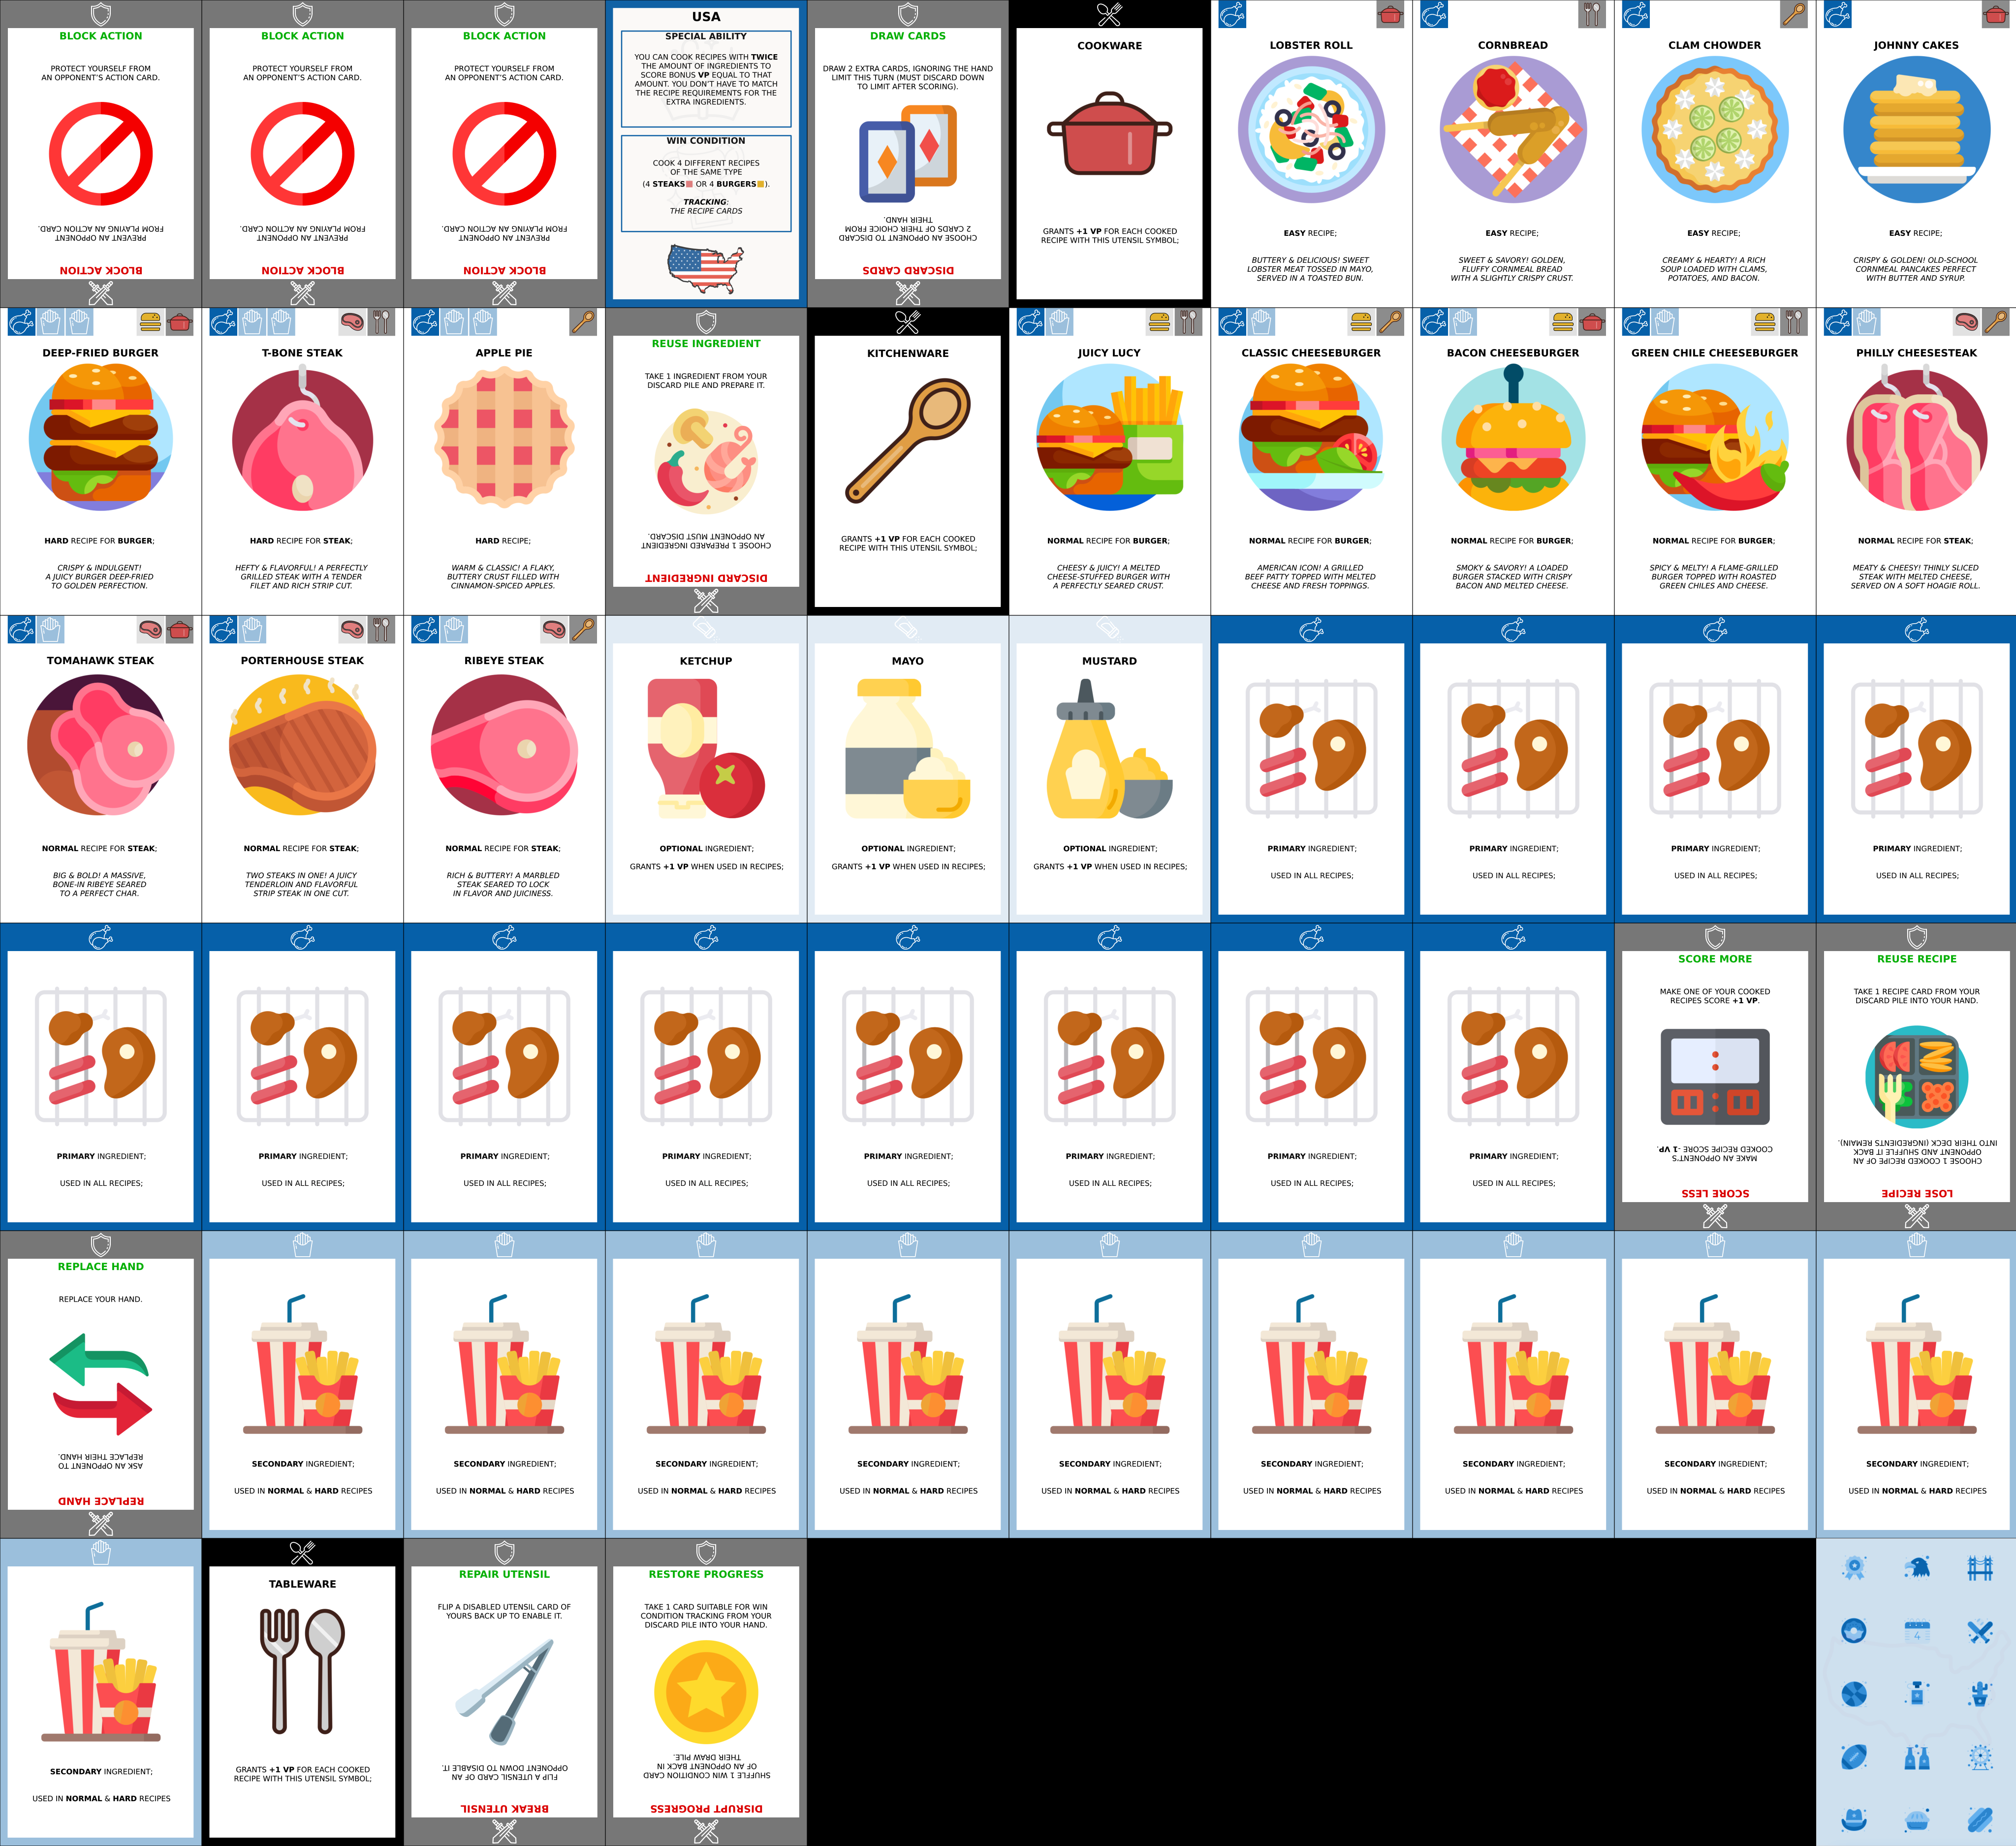 BLOCK ACTION
PROTECT YOURSELF FROM
AN OPPONENT'S ACTION CARD.
BLOCK ACTION
PREVENT AN OPPONENT
FROM PLAYING AN ACTION CARD.
BLOCK ACTION
PROTECT YOURSELF FROM
AN OPPONENT'S ACTION CARD.
BLOCK ACTION
PREVENT AN OPPONENT
FROM PLAYING AN ACTION CARD.
BLOCK ACTION
PROTECT YOURSELF FROM
AN OPPONENT'S ACTION CARD.
BLOCK ACTION
PREVENT AN OPPONENT
FROM PLAYING AN ACTION CARD.
USA
SPECIAL ABILITY
YOU CAN COOK RECIPES WITH TWICE
THE AMOUNT OF INGREDIENTS TO
SCORE BONUS VP EQUAL TO THAT
AMOUNT. YOU DON'T HAVE TO MATCH
THE RECIPE REQUIREMENTS FOR THE
EXTRA INGREDIENTS.
WIN CONDITION
COOK 4 DIFFERENT RECIPES
OF THE SAME TYPE
(4 STEAKS OR 4 BURGERS).
TRACKING:
THE RECIPE CARDS
DRAW CARDS
DRAW 2 EXTRA CARDS, IGNORING THE HAND
LIMIT THIS TURN (MUST DISCARD DOWN
TO LIMIT AFTER SCORING).
DISCARD CARDS
CHOOSE AN OPPONENT TO DISCARD
2 CARDS OF THEIR CHOICE FROM
THEIR HAND.
COOKWARE
GRANTS +1 VP FOR EACH COOKED
RECIPE WITH THIS UTENSIL SYMBOL;
LOBSTER ROLL
EASY RECIPE;
BUTTERY & DELICIOUS! SWEET
LOBSTER MEAT TOSSED IN MAYO,
SERVED IN A TOASTED BUN.
CORNBREAD
EASY RECIPE;
SWEET & SAVORY! GOLDEN,
FLUFFY CORNMEAL BREAD
WITH A SLIGHTLY CRISPY CRUST.
CLAM CHOWDER
EASY RECIPE;
CREAMY & HEARTY! A RICH
SOUP LOADED WITH CLAMS,
POTATOES, AND BACON.
JOHNNY CAKES
EASY RECIPE;
CRISPY & GOLDEN! OLD-SCHOOL
CORNMEAL PANCAKES PERFECT
WITH BUTTER AND SYRUP.
DEEP-FRIED BURGER
HARD RECIPE FOR BURGER;
CRISPY & INDULGENT!
A JUICY BURGER DEEP-FRIED
TO GOLDEN PERFECTION.
T-BONE STEAK
HARD RECIPE FOR STEAK;
HEFTY & FLAVORFUL! A PERFECTLY
GRILLED STEAK WITH A TENDER
FILET AND RICH STRIP CUT.
APPLE PIE
HARD RECIPE;
WARM & CLASSIC! A FLAKY,
BUTTERY CRUST FILLED WITH
CINNAMON-SPICED APPLES.
REUSE INGREDIENT
TAKE 1 INGREDIENT FROM YOUR
DISCARD PILE AND PREPARE IT.
DISCARD INGREDIENT
CHOOSE 1 PREPARED INGREDIENT
AN OPPONENT MUST DISCARD.
KITCHENWARE
GRANTS +1 VP FOR EACH COOKED
RECIPE WITH THIS UTENSIL SYMBOL;
JUICY LUCY
NORMAL RECIPE FOR BURGER;
CHEESY & JUICY! A MELTED
CHEESE-STUFFED BURGER WITH
A PERFECTLY SEARED CRUST.
CLASSIC CHEESEBURGER
NORMAL RECIPE FOR BURGER;
AMERICAN ICON! A GRILLED
BEEF PATTY TOPPED WITH MELTED
CHEESE AND FRESH TOPPINGS.
BACON CHEESEBURGER
NORMAL RECIPE FOR BURGER;
SMOKY & SAVORY! A LOADED
BURGER STACKED WITH CRISPY
BACON AND MELTED CHEESE.
GREEN CHILE CHEESEBURGER
NORMAL RECIPE FOR BURGER;
SPICY & MELTY! A FLAME-GRILLED
BURGER TOPPED WITH ROASTED
GREEN CHILES AND CHEESE.
PHILLY CHEESESTEAK
NORMAL RECIPE FOR STEAK;
MEATY & CHEESY! THINLY SLICED
STEAK WITH MELTED CHEESE,
SERVED ON A SOFT HOAGIE ROLL.
TOMAHAWK STEAK
NORMAL RECIPE FOR STEAK;
BIG & BOLD! A MASSIVE,
BONE-IN RIBEYE SEARED
TO A PERFECT CHAR.
PORTERHOUSE STEAK
NORMAL RECIPE FOR STEAK;
TWO STEAKS IN ONE! A JUICY
TENDERLOIN AND FLAVORFUL
STRIP STEAK IN ONE CUT.
RIBEYE STEAK
NORMAL RECIPE FOR STEAK;
RICH & BUTTERY! A MARBLED
STEAK SEARED TO LOCK
IN FLAVOR AND JUICINESS.
KETCHUP
OPTIONAL INGREDIENT;
GRANTS +1 VP WHEN USED IN RECIPES;
MAYO
OPTIONAL INGREDIENT;
GRANTS +1 VP WHEN USED IN RECIPES;
MUSTARD
OPTIONAL INGREDIENT;
GRANTS +1 VP WHEN USED IN RECIPES;
PRIMARY INGREDIENT;
USED IN ALL RECIPES;
PRIMARY INGREDIENT;
USED IN ALL RECIPES;
PRIMARY INGREDIENT;
USED IN ALL RECIPES;
PRIMARY INGREDIENT;
USED IN ALL RECIPES;
PRIMARY INGREDIENT;
USED IN ALL RECIPES;
PRIMARY INGREDIENT;
USED IN ALL RECIPES;
PRIMARY INGREDIENT;
USED IN ALL RECIPES;
PRIMARY INGREDIENT;
USED IN ALL RECIPES;
PRIMARY INGREDIENT;
USED IN ALL RECIPES;
PRIMARY INGREDIENT;
USED IN ALL RECIPES;
PRIMARY INGREDIENT;
USED IN ALL RECIPES;
PRIMARY INGREDIENT;
USED IN ALL RECIPES;
SCORE MORE
MAKE ONE OF YOUR COOKED
RECIPES SCORE +1 VP.
SCORE LESS
MAKE AN OPPONENT'S
COOKED RECIPE SCORE -1 VP.
REUSE RECIPE
TAKE 1 RECIPE CARD FROM YOUR
DISCARD PILE INTO YOUR HAND.
LOSE RECIPE
CHOOSE 1 COOKED RECIPE OF AN
OPPONENT AND SHUFFLE IT BACK
INTO THEIR DECK (INGREDIENTS REMAIN).
REPLACE HAND
REPLACE YOUR HAND.
REPLACE HAND
ASK AN OPPONENT TO
REPLACE THEIR HAND.
SECONDARY INGREDIENT;
USED IN NORMAL & HARD RECIPES
SECONDARY INGREDIENT;
USED IN NORMAL & HARD RECIPES
SECONDARY INGREDIENT;
USED IN NORMAL & HARD RECIPES
SECONDARY INGREDIENT;
USED IN NORMAL & HARD RECIPES
SECONDARY INGREDIENT;
USED IN NORMAL & HARD RECIPES
SECONDARY INGREDIENT;
USED IN NORMAL & HARD RECIPES
SECONDARY INGREDIENT;
USED IN NORMAL & HARD RECIPES
SECONDARY INGREDIENT;
USED IN NORMAL & HARD RECIPES
SECONDARY INGREDIENT;
USED IN NORMAL & HARD RECIPES
SECONDARY INGREDIENT;
USED IN NORMAL & HARD RECIPES
TABLEWARE
GRANTS +1 VP FOR EACH COOKED
RECIPE WITH THIS UTENSIL SYMBOL;
REPAIR UTENSIL
FLIP A DISABLED UTENSIL CARD OF
YOURS BACK UP TO ENABLE IT.
BREAK UTENSIL
FLIP A UTENSIL CARD OF AN
OPPONENT DOWN TO DISABLE IT.
RESTORE PROGRESS
TAKE 1 CARD SUITABLE FOR WIN
CONDITION TRACKING FROM YOUR
DISCARD PILE INTO YOUR HAND.
DISRUPT PROGRESS
SHUFFLE 1 WIN CONDITION CARD
OF AN OPPONENT BACK IN
THEIR DRAW PILE.
4